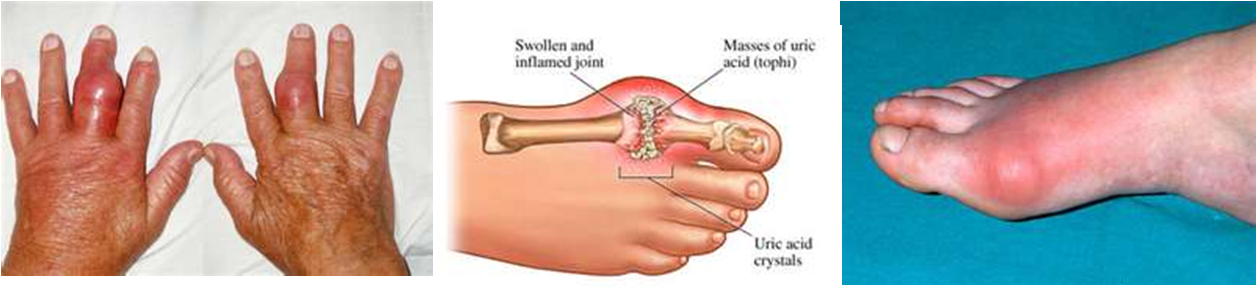 Swollen and
inflamed joint
Masses of uric
acid (tophi)
Uric acid
crystals